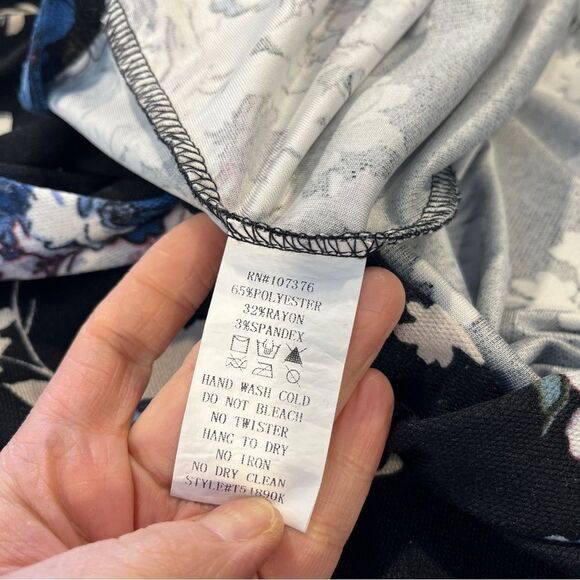 RN#107376
65%POLYESTER
32%RAYON
3%SPANDEX
HAND WASH COLD
DO NOT BLEACH
NO TWISTER
HANG TO DRY
NO IRON
NO DRY CLEAN
STYLE#T51890K